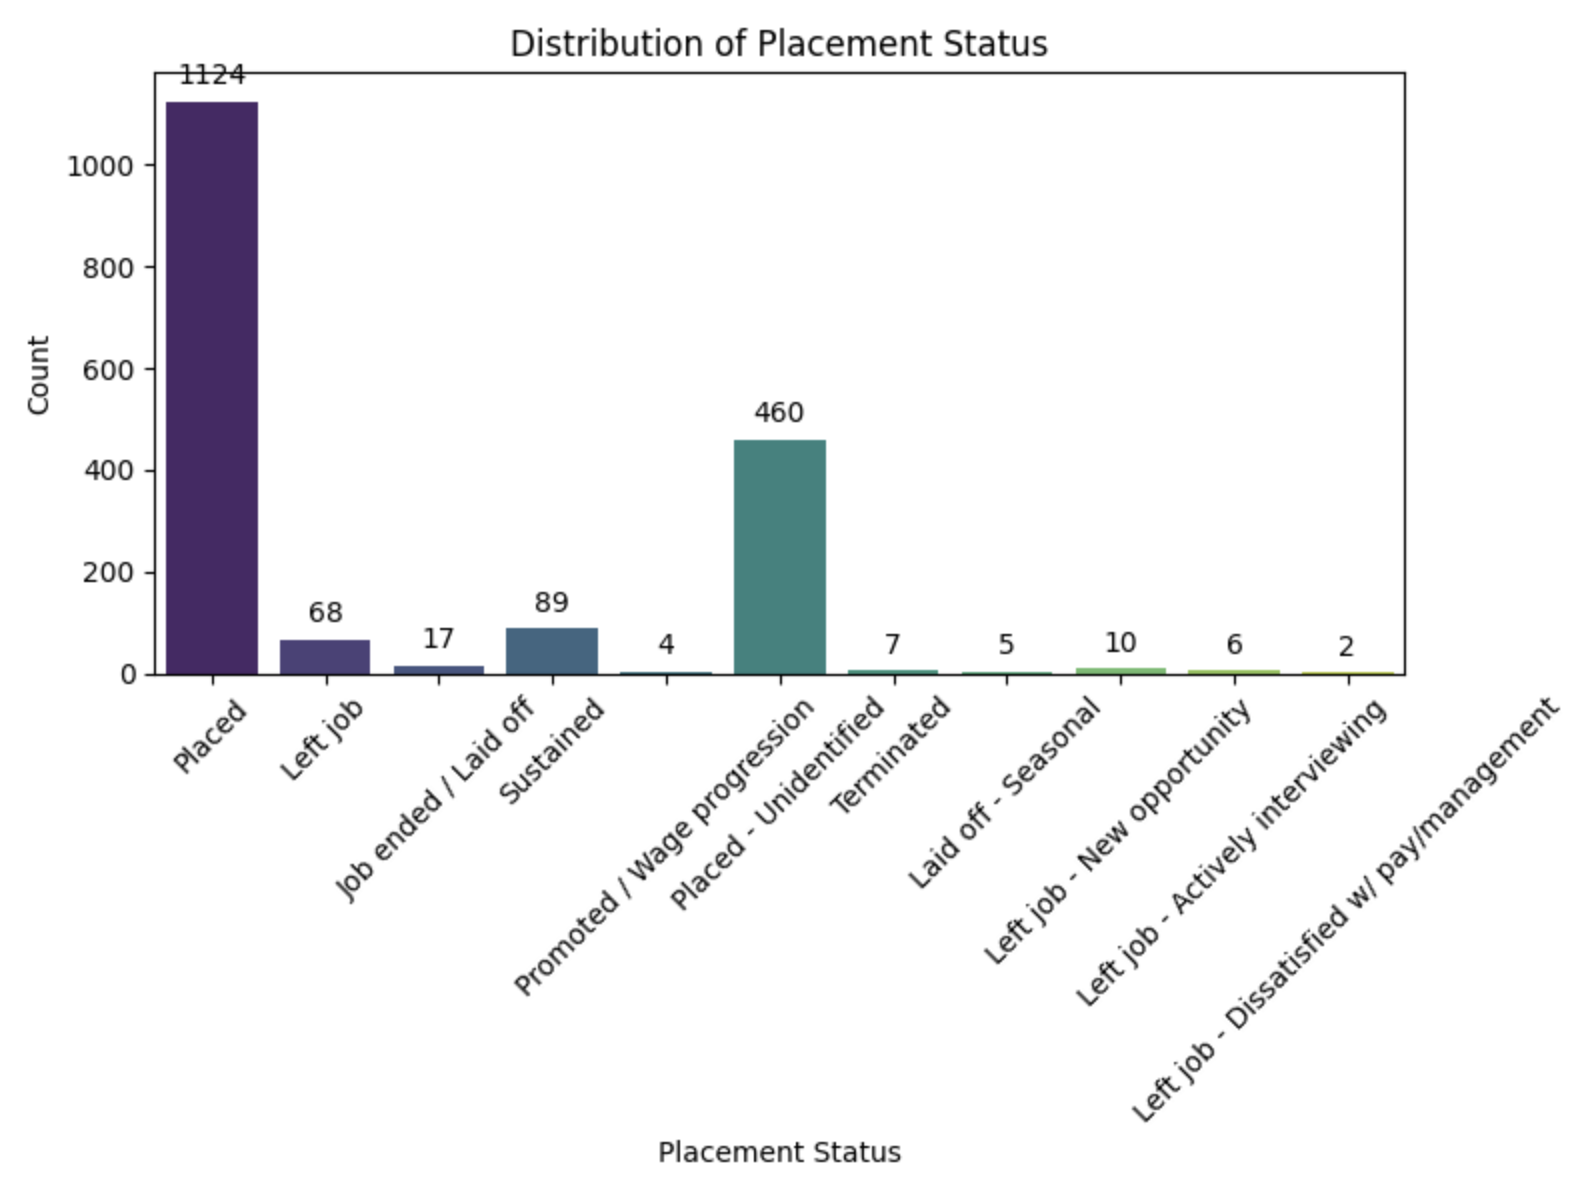 Distribution of Placement Status
1124
1000
800
600
400
200
0
Count
68
17
89
4
460
7
5
10
6
2
Placed
Left job
Job ended / Laid off
Sustained
Promoted / Wage progression
Placed - Unidentified
Terminated
Laid off - Seasonal
Left job - New opportunity
Left job - Actively interviewing
Left job - Dissatisfied w/ pay/management
Placement Status